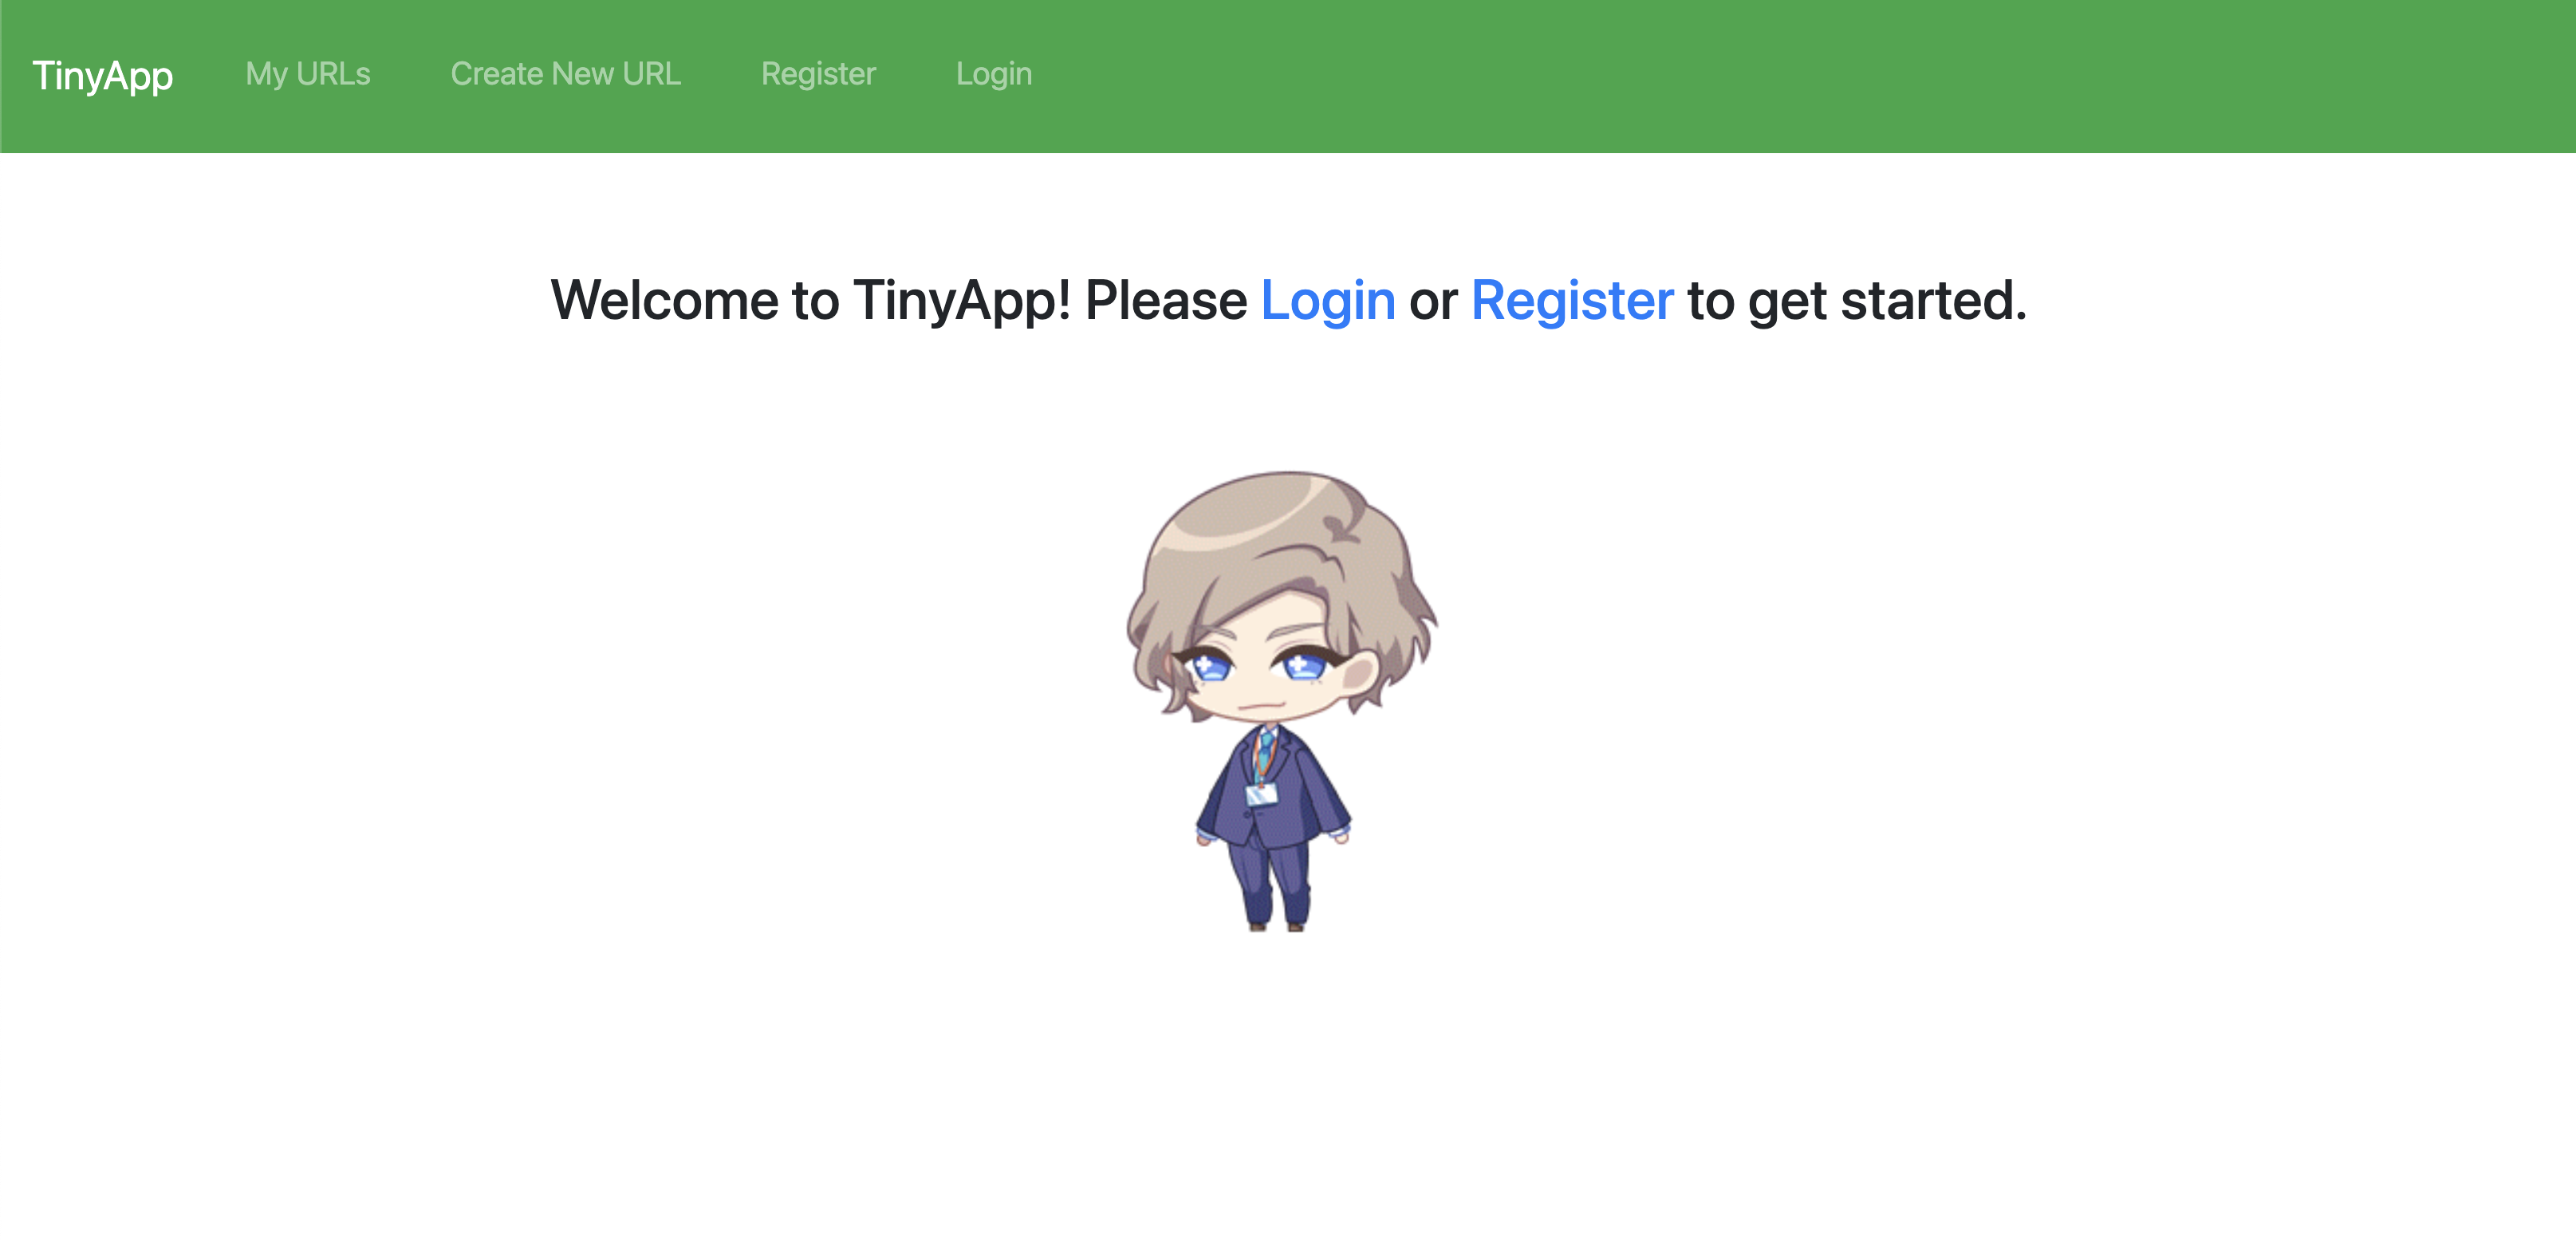 TinyApp My URLs Create New URL Register Login
Welcome to TinyApp! Please Login or Register to get started.